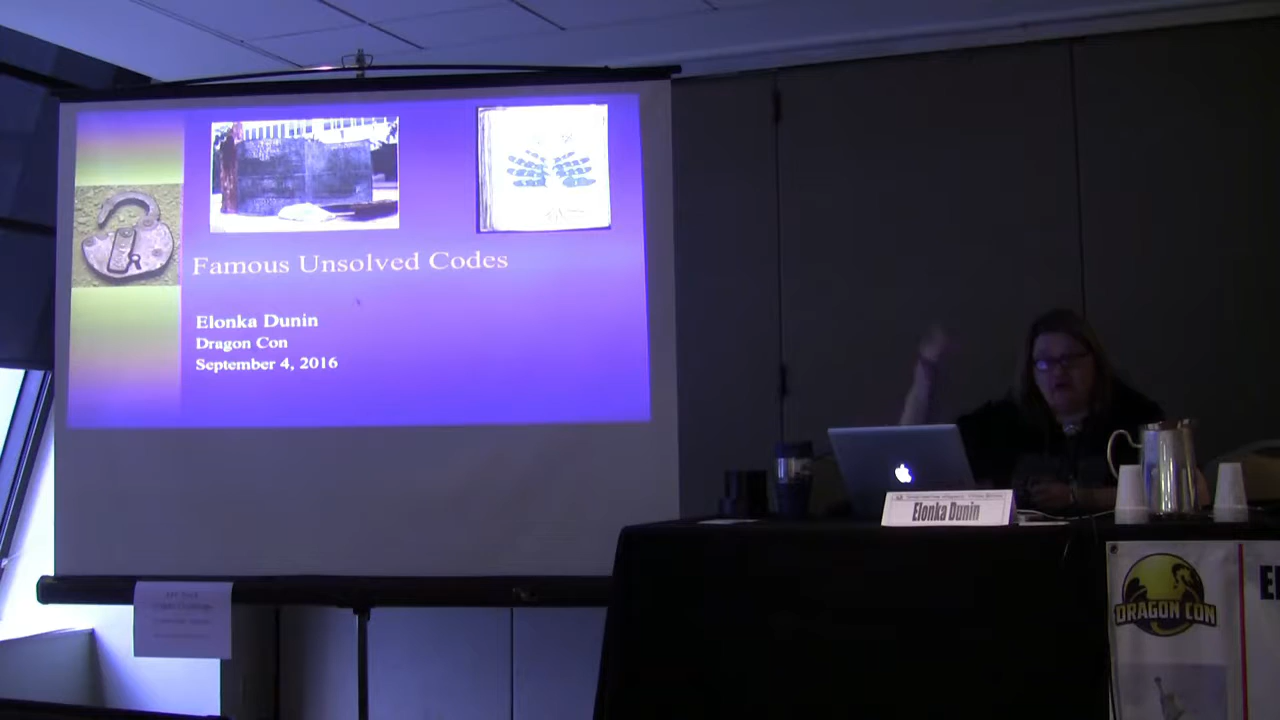 Famous Unsolved Codes
Elonka Dunin
Dragon Con
September 4, 2016
Elonka Dunin
DRAGON CON